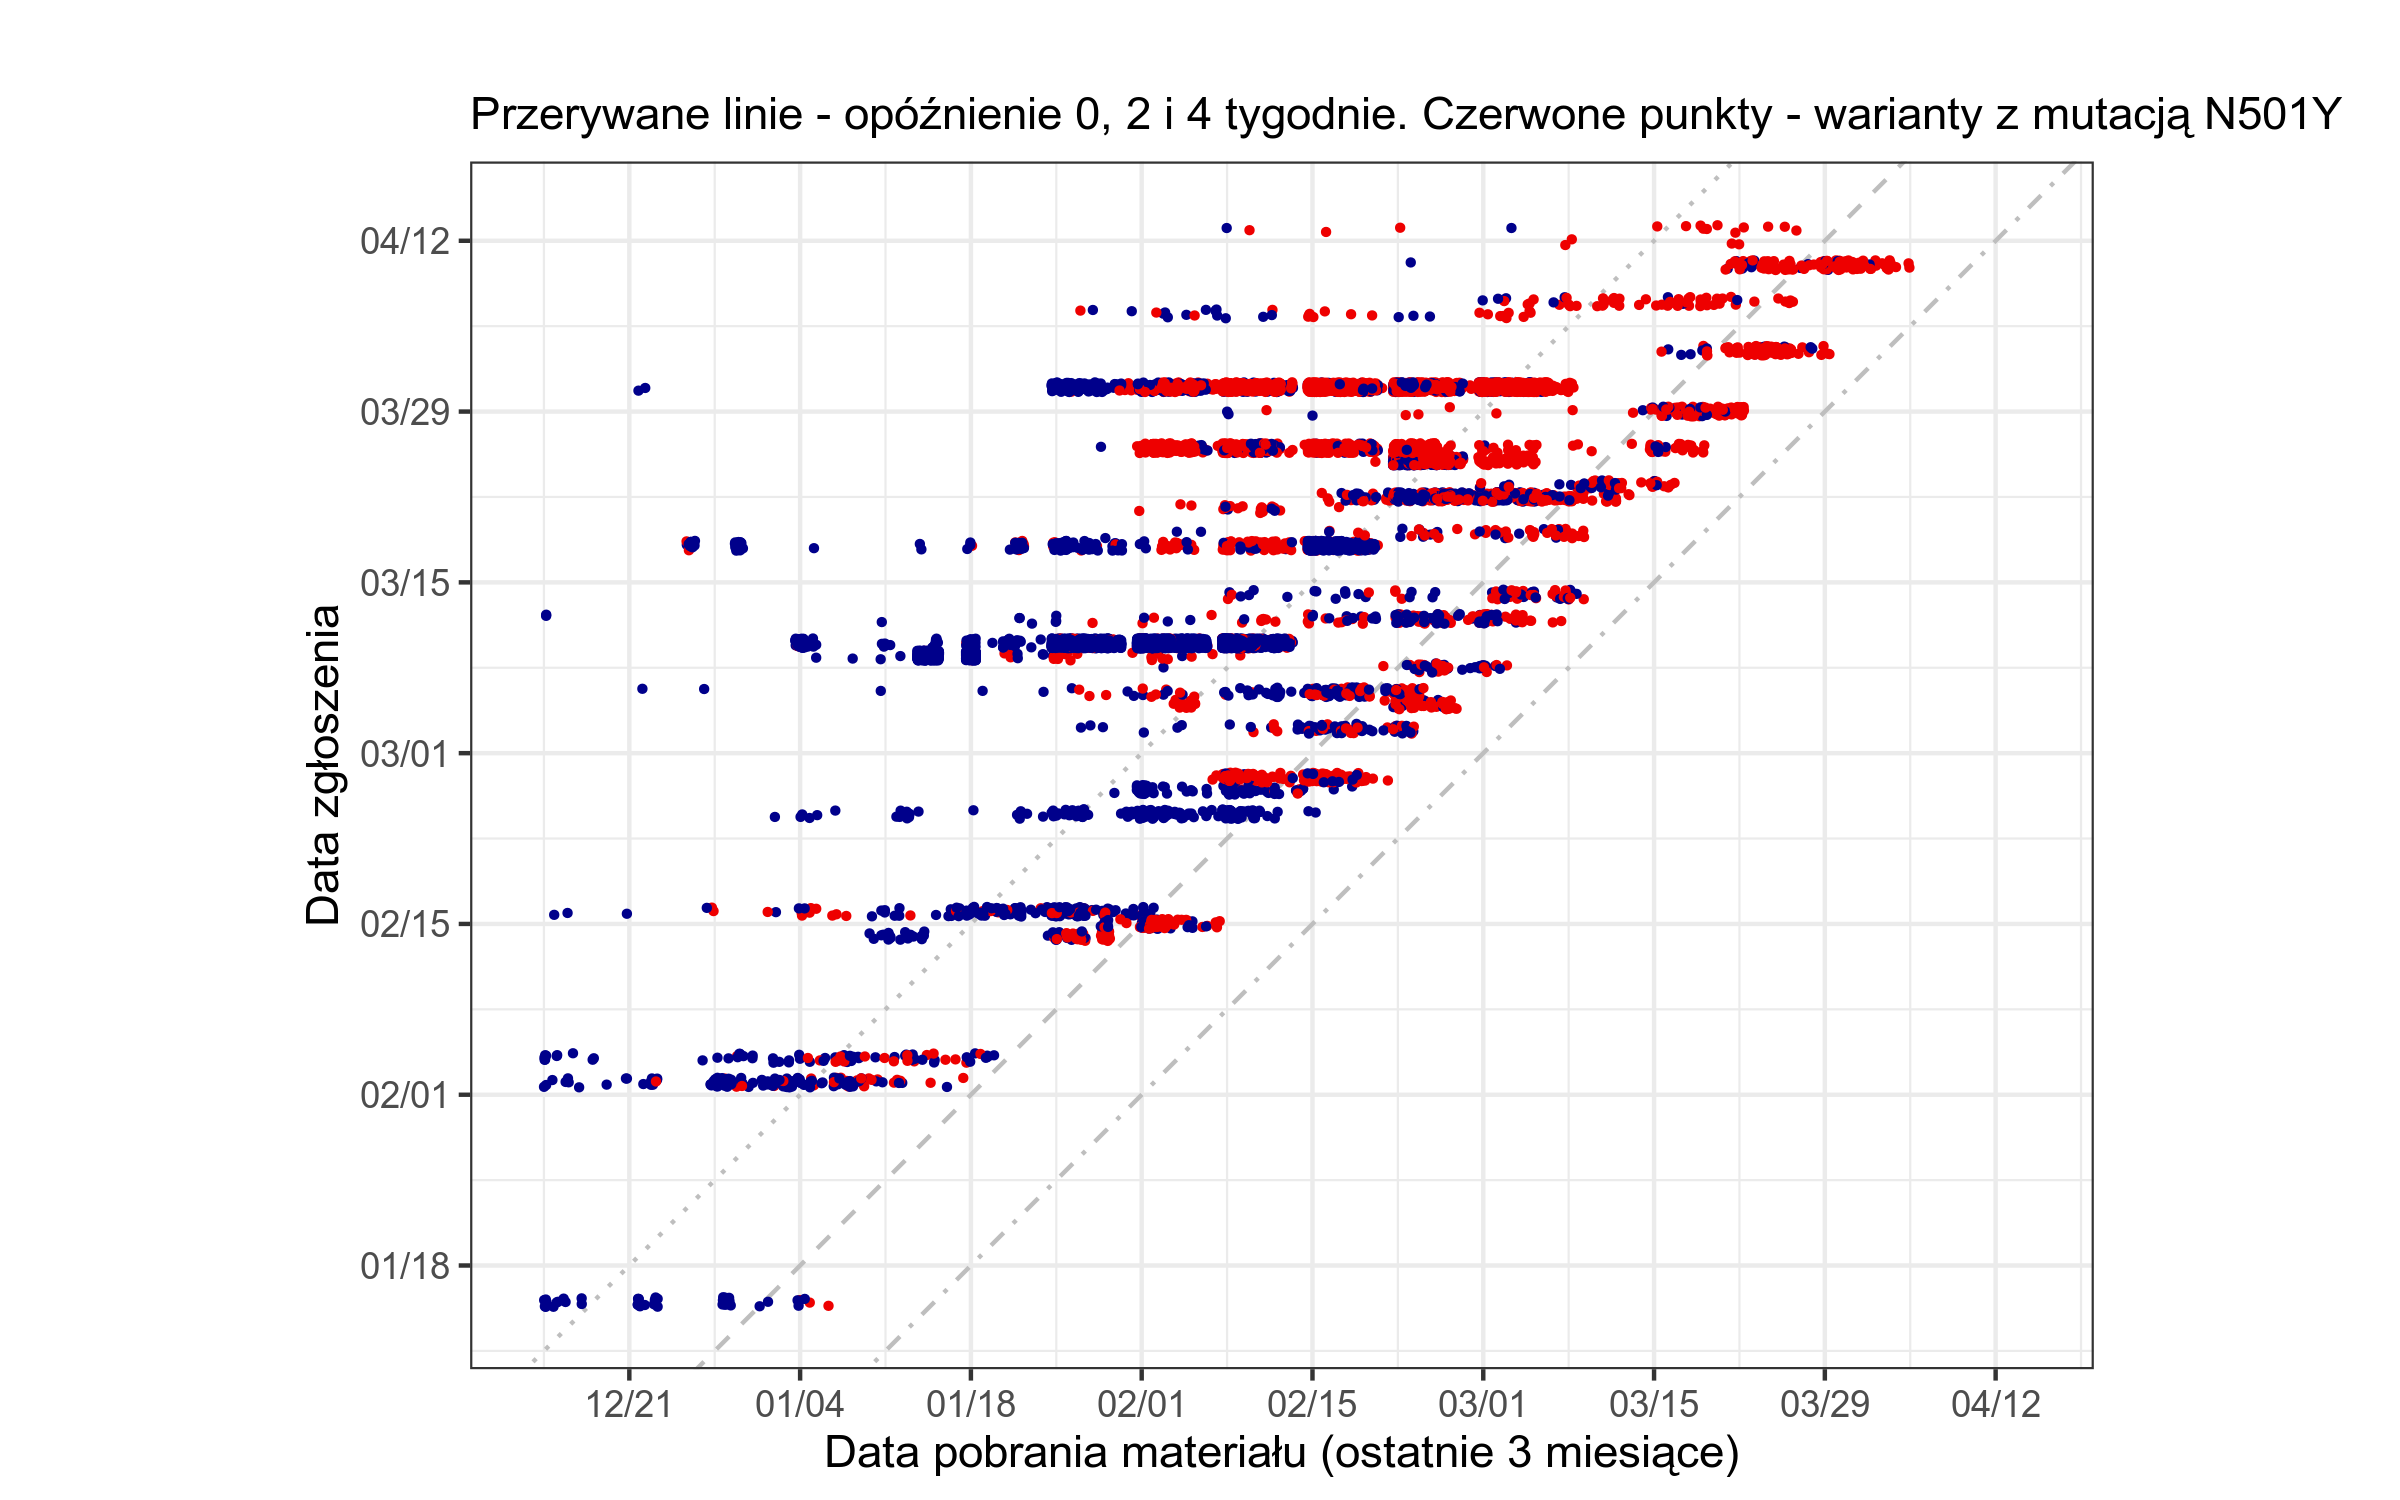 Przerywane linie - opóźnienie 0, 2 i 4 tygodnie. Czerwone punkty - warianty z mutacją N501Y
04/12
03/29
03/15
03/01
02/15
02/01
01/18
Data zgłoszenia
12/21 01/04 01/18 02/01 02/15 03/01 03/15 03/29 04/12
Data pobrania materiału (ostatnie 3 miesiące)